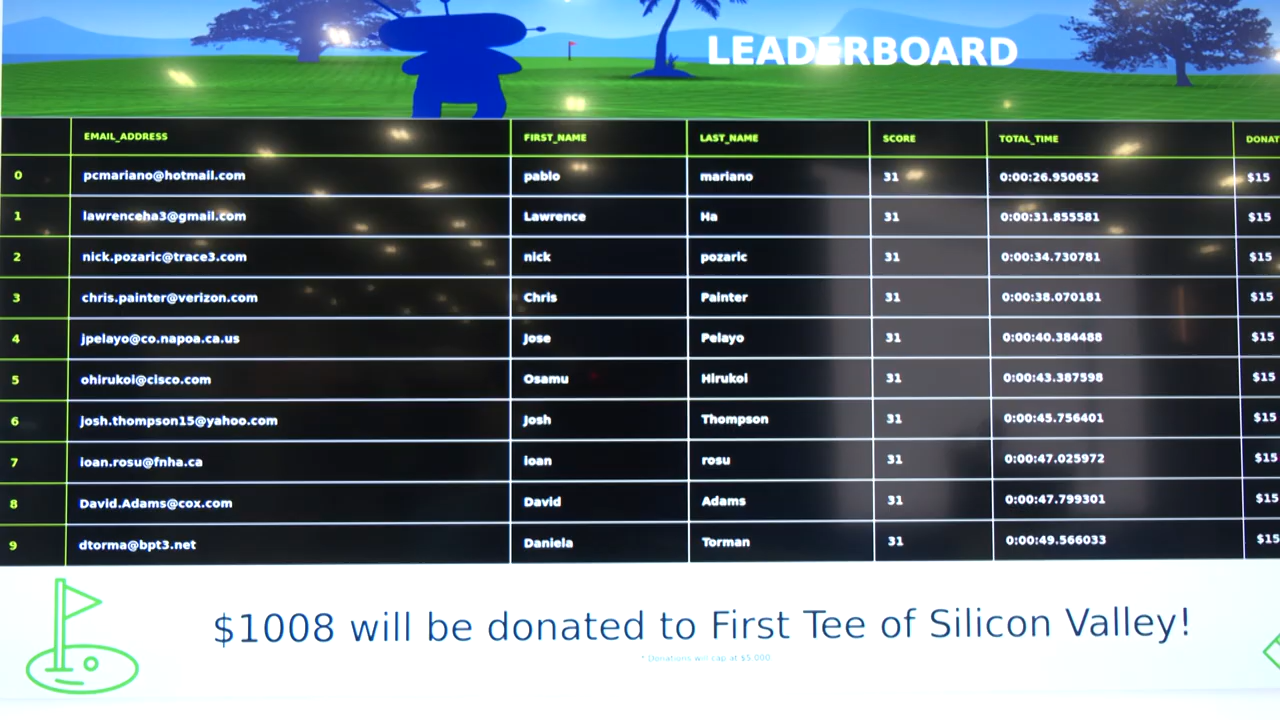 LEADERBOARD
EMAIL_ADDRESS FIRST_NAME LAST_NAME SCORE TOTAL_TIME DONAT
0 pcmariano@hotmail.com pablo mariano 31 0:00:26.950652 $15
1 lawrenceha3@gmail.com Lawrence Ha 31 0:00:31.855581 $15
2 nick.pozaric@trace3.com nick pozaric 31 0:00:34.730781 $15
3 chris.painter@verizon.com Chris Painter 31 0:00:38.070181 $15
4 jpelayo@co.napoa.ca.us Jose Pelayo 31 0:00:40.384488 $15
5 ohirukoi@cisco.com Osamu Hirukoi 31 0:00:43.387598 $15
6 josh.thompson15@yahoo.com Josh Thompson 31 0:00:45.756401 $15
7 ioan.rosu@fnha.ca ioan rosu 31 0:00:47.025972 $15
8 David.Adams@cox.com David Adams 31 0:00:47.799301 $15
9 dtorma@bpt3.net Daniela Torman 31 0:00:49.566033 $15
$1008 will be donated to First Tee of Silicon Valley!
* Donations will cap at $5,000